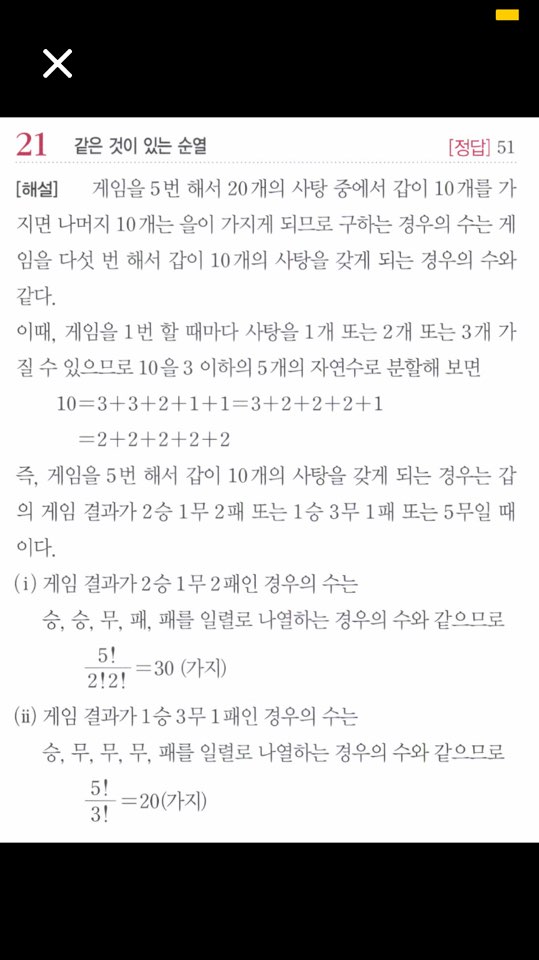 21 같은 것이 있는 순열 [정답] 51
[해설] 게임을 5번 해서 20개의 사탕 중에서 갑이 10개를 가
지면 나머지 10개는 을이 가지게 되므로 구하는 경우의 수는 게
임을 다섯 번 해서 갑이 10개의 사탕을 갖게 되는 경우의 수와
같다.
이때, 게임을 1번 할 때마다 사탕을 1개 또는 2개 또는 3개 가
질 수 있으므로 10을 3 이하의 5개의 자연수로 분할해 보면
10=3+3+2+1+1=3+2+2+2+1
=2+2+2+2+2
즉, 게임을 5번 해서 갑이 10개의 사탕을 갖게 되는 경우는 갑
의 게임 결과가 2승 1무 2패 또는 1승 3무 1패 또는 5무일 때
이다.
(ⅰ) 게임 결과가 2승 1무 2패인 경우의 수는
승, 승, 무, 패, 패를 일렬로 나열하는 경우의 수와 같으므로
5!/2!2!=30 (가지)
(ⅱ) 게임 결과가 1승 3무 1패인 경우의 수는
승, 무, 무, 무, 패를 일렬로 나열하는 경우의 수와 같으므로
5!/3!=20(가지)